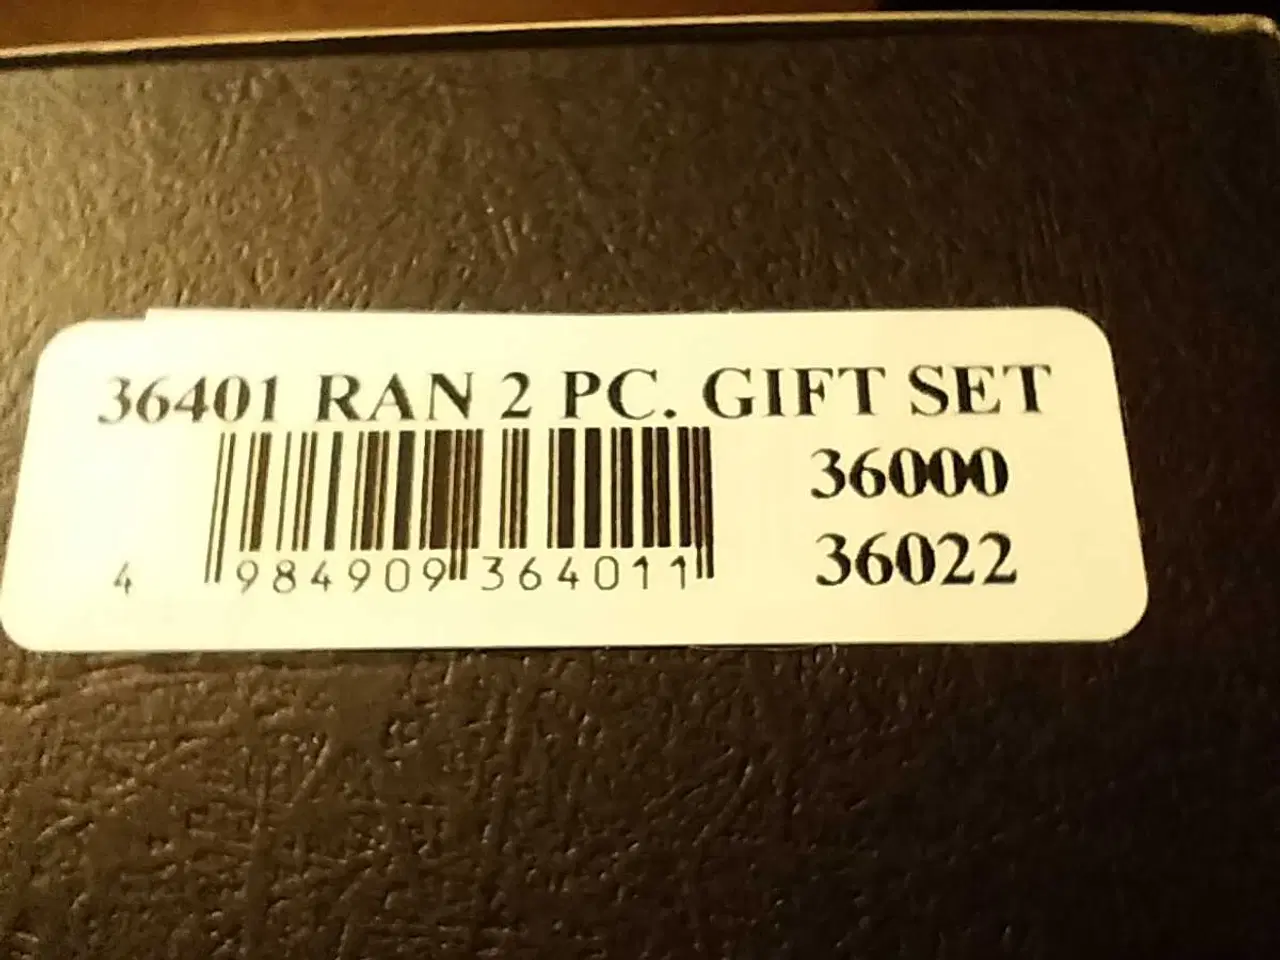 36401 RAN 2 PC. GIFT SET
36000
36022
4 984909 364011